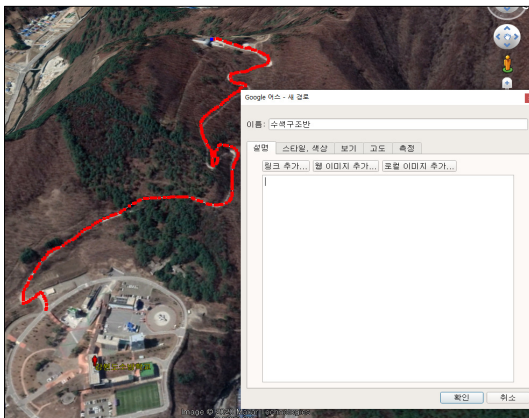 Google 어스 - 새 경로
이름: 수색구조반
설명 스타일, 색상 보기 고도 측정
링크 추가... 웹 이미지 추가... 로컬 이미지 추가...
확인 취소